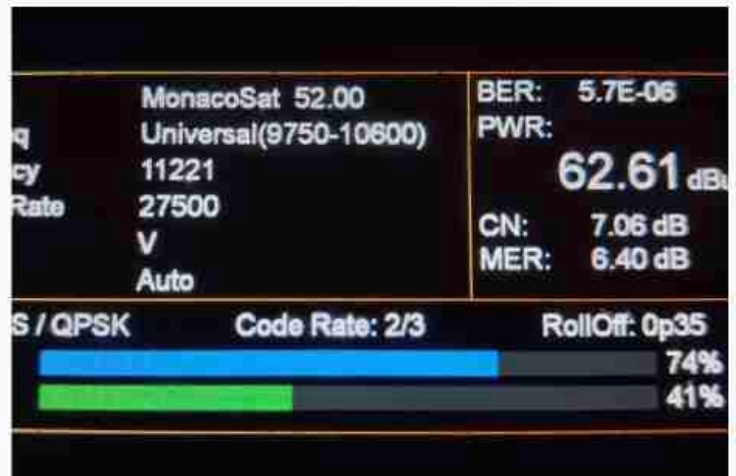 MonacoSat 52.00
q Universal(9750-10600)
cy 11221
Rate 27500
V
Auto
BER: 5.7E-06
PWR:
62.61 dBu
CN: 7.06 dB
MER: 6.40 dB
S / QPSK Code Rate: 2/3 RollOff: 0p35
74%
41%